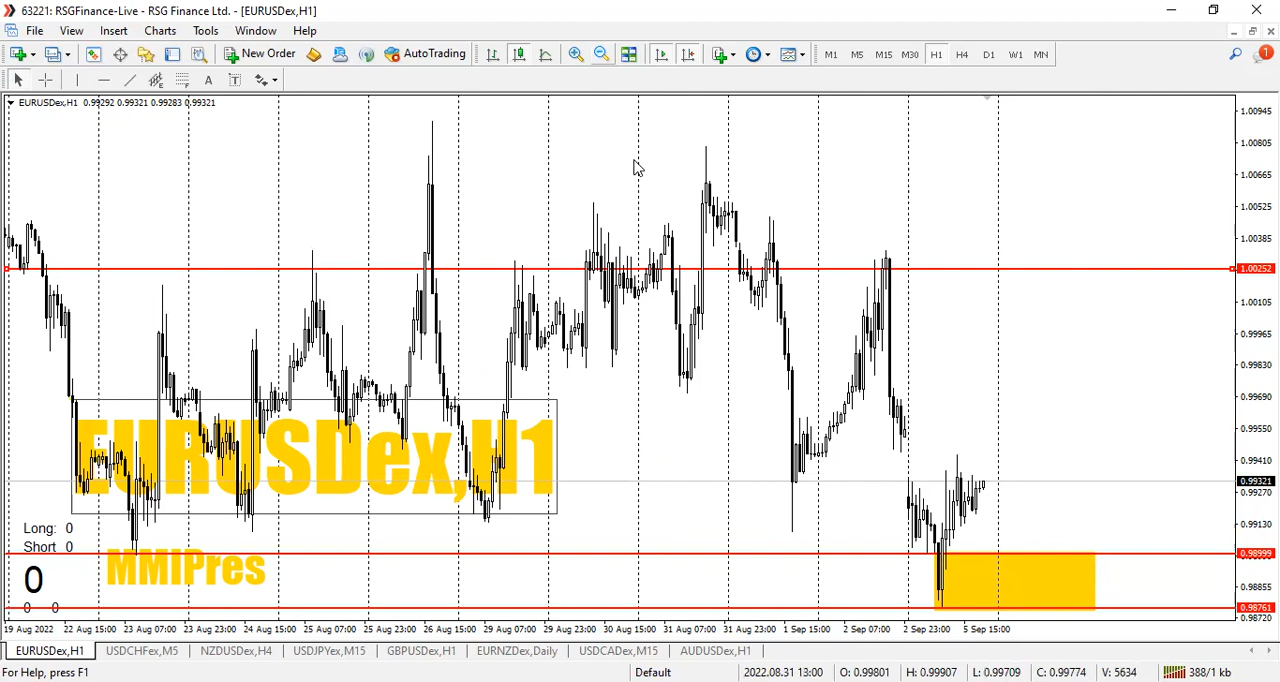 63221: RSGFinance-Live - RSG Finance Ltd. - [EURUSDex,H1]
File View Insert Charts Tools Window Help
New Order AutoTrading M1 M5 M15 M30 H1 H4 D1 W1 MN 1
A T
EURUSDex,H1 0.99292 0.99321 0.99283 0.99321
1.00945
1.00805
1.00665
1.00525
1.00385
1.00252
1.00105
0.99970
0.99830
0.99690
0.99550
0.99410
0.99321
0.99270
0.99130
0.98999
0.98855
0.98761
0.98720
EURUSDex,H1
Long: 0
Short 0
MMIPres
0
0 0
19 Aug 2022 22 Aug 15:00 23 Aug 07:00 23 Aug 23:00 24 Aug 15:00 25 Aug 07:00 25 Aug 23:00 26 Aug 15:00 29 Aug 07:00 29 Aug 23:00 30 Aug 15:00 31 Aug 07:00 31 Aug 23:00 1 Sep 15:00 2 Sep 07:00 2 Sep 23:00 5 Sep 15:00
EURUSDex,H1 USDCHFex,M5 NZDUSDex,H4 USDJPYex,M15 GBPUSDex,H1 EURNZDex,Daily USDCADex,M15 AUDUSDex,H1
For Help, press F1 Default 2022.08.31 13:00 O: 0.99801 H: 0.99907 L: 0.99709 C: 0.99774 V: 5634 388/1 kb